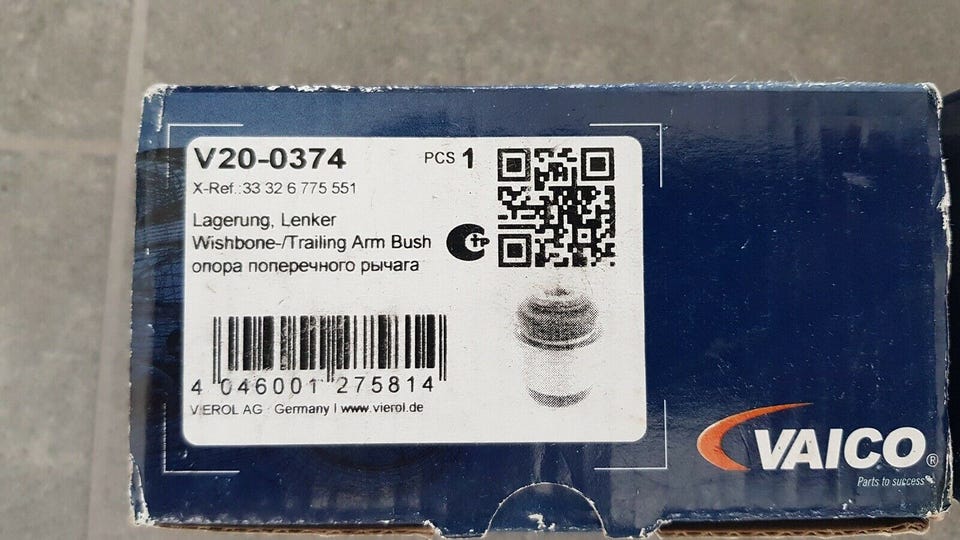 V20-0374
PCS 1
X-Ref.:33 32 6 775 551
Lagerung, Lenker
Wishbone-/Trailing Arm Bush
опора поперечного рычага
4 046001 275814
VIEROL AG · Germany | www.vierol.de
VAICO®
Parts to success